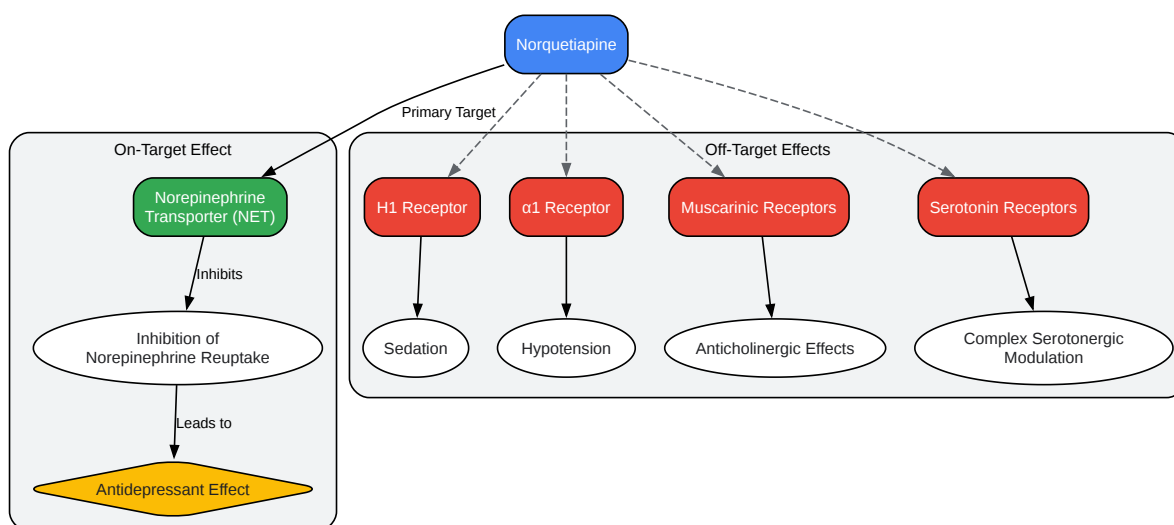 Norquetiapine
Primary Target
On-Target Effect
Off-Target Effects
Norepinephrine
Transporter (NET)
H1 Receptor
α1 Receptor
Muscarinic Receptors
Serotonin Receptors
Inhibits
Inhibition of
Norepinephrine Reuptake
Sedation
Hypotension
Anticholinergic Effects
Complex Serotonergic
Modulation
Leads to
Antidepressant Effect